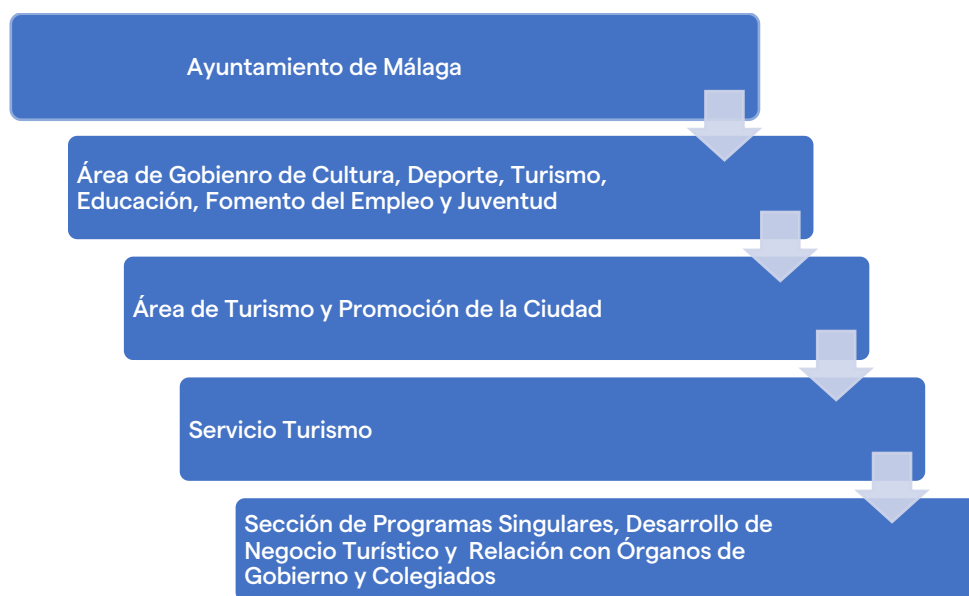 Ayuntamiento de Málaga
Área de Gobienro de Cultura, Deporte, Turismo,
Educación, Fomento del Empleo y Juventud
Área de Turismo y Promoción de la Ciudad
Servicio Turismo
Sección de Programas Singulares, Desarrollo de
Negocio Turístico y  Relación con Órganos de
Gobierno y Colegiados